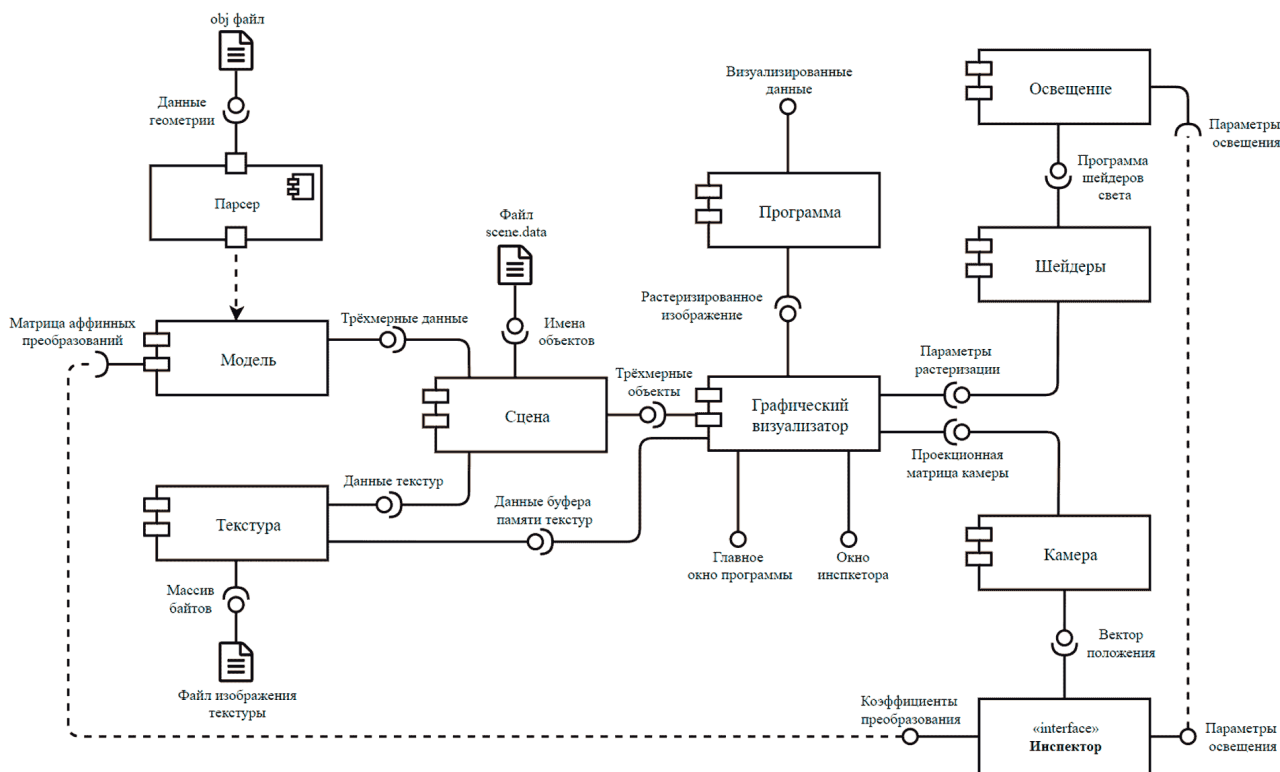 obj файл
Данные
геометрии
Парсер
Визуализированные
данные
Освещение
Параметры
освещения
Программа
шейдеров
света
Программа
Файл
scene.data
Шейдеры
Матрица аффинных
преобразований
Модель
Трёхмерные данные
Имена
объектов
Растеризированное
изображение
Параметры
растеризации
Сцена
Трёхмерные
объекты
Графический
визуализатор
Проекционная
матрица камеры
Данные текстур
Текстура
Данные буфера
памяти текстур
Главное
окно программы
Окно
инспкетора
Камера
Массив
байтов
Вектор
положения
Файл изображения
текстуры
Коэффициенты
преобразования
«interface»
Инспектор
Параметры
освещения